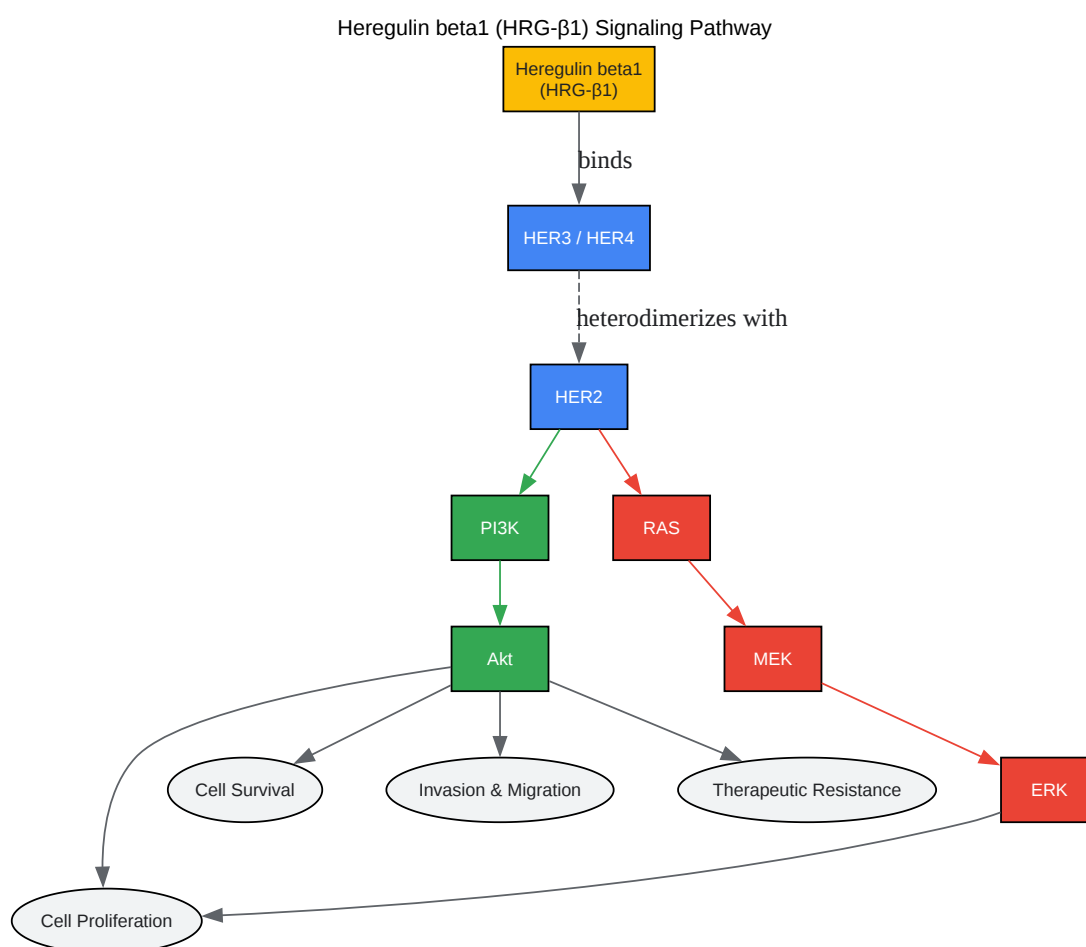 Heregulin beta1 (HRG-β1) Signaling Pathway
Heregulin beta1
(HRG-β1)
binds
HER3 / HER4
heterodimerizes with
HER2
PI3K
RAS
Akt
MEK
Cell Survival
Invasion & Migration
Therapeutic Resistance
ERK
Cell Proliferation